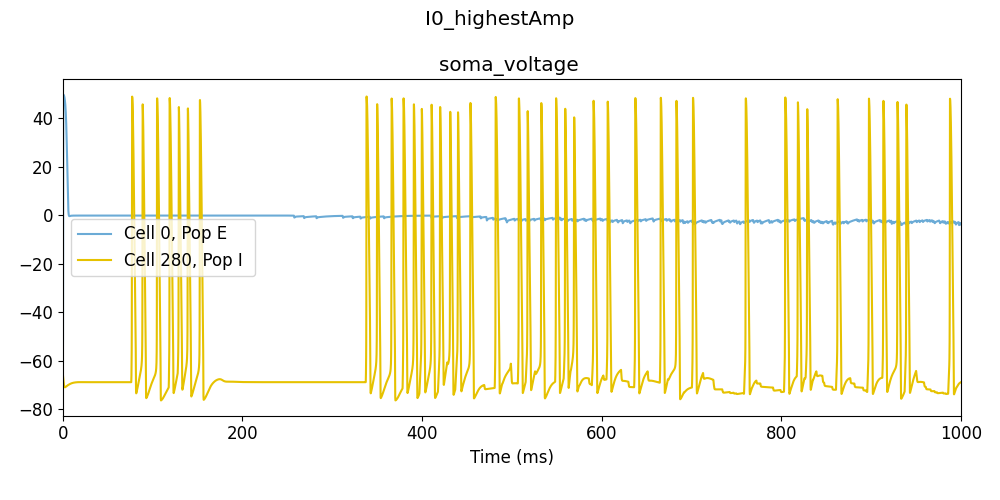 I0_highestAmp
soma_voltage
40
20
0
−20
−40
−60
−80
Cell 0, Pop E
Cell 280, Pop I
0 200 400 600 800 1000
Time (ms)